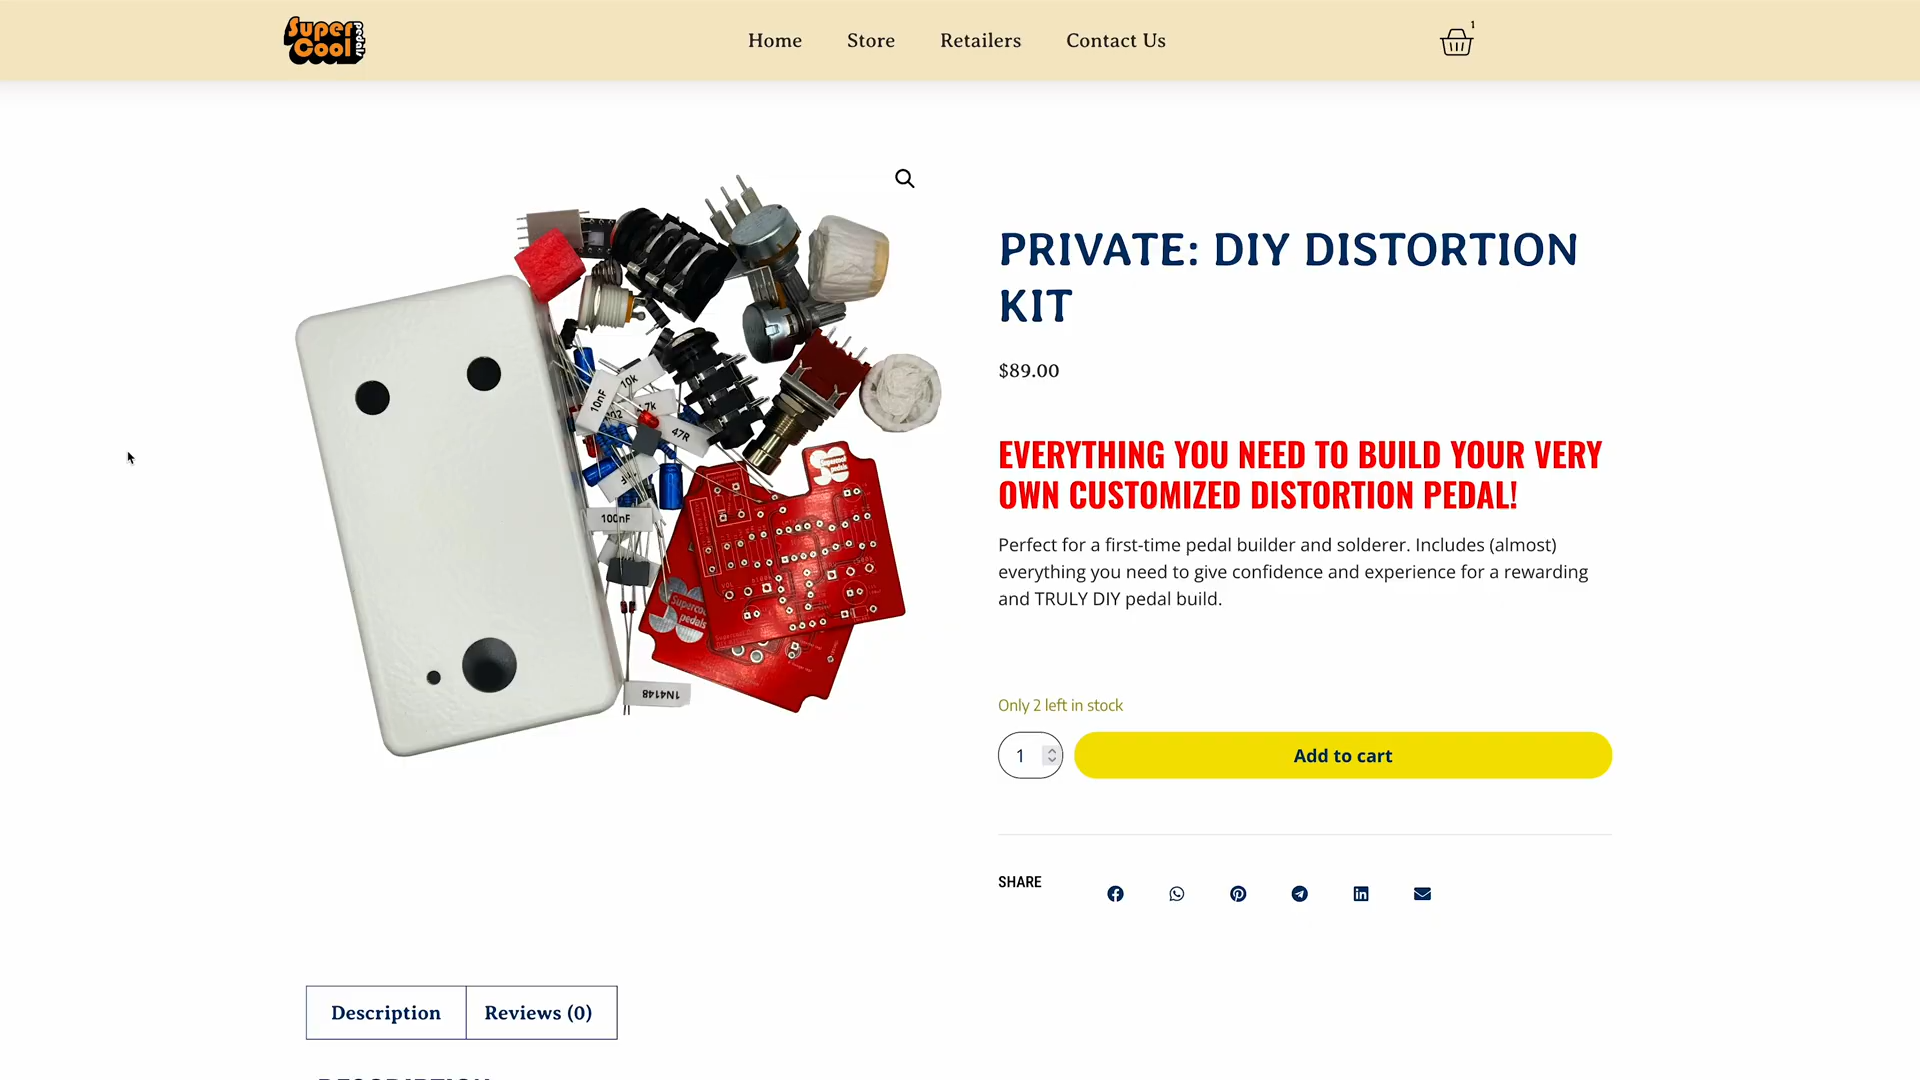 Super Cool pedals
Home
Store
Retailers
Contact Us
1
PRIVATE: DIY DISTORTION
KIT
$89.00
EVERYTHING YOU NEED TO BUILD YOUR VERY
OWN CUSTOMIZED DISTORTION PEDAL!
Perfect for a first-time pedal builder and solderer. Includes (almost)
everything you need to give confidence and experience for a rewarding
and TRULY DIY pedal build.
Only 2 left in stock
1
Add to cart
SHARE
10k
10nF
47R
100nF
1N4148
Supercool
pedals
Description
Reviews (0)
DESCRIPTION